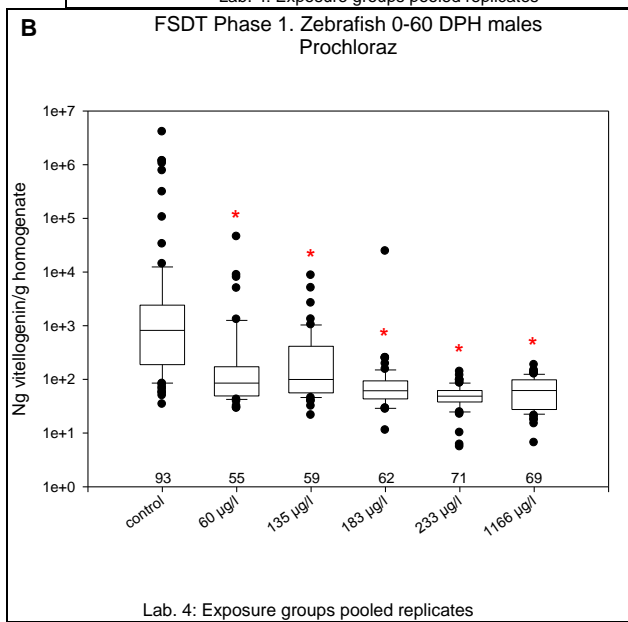 Lab. 4: Exposure groups pooled replicates
B
FSDT Phase 1. Zebrafish 0-60 DPH males
Prochloraz
Ng vitellogenin/g homogenate
1e+7
1e+6
1e+5
1e+4
1e+3
1e+2
1e+1
1e+0
* * * * *
93 55 59 62 71 69
control 60 µg/l 135 µg/l 183 µg/l 233 µg/l 1166 µg/l
Lab. 4: Exposure groups pooled replicates